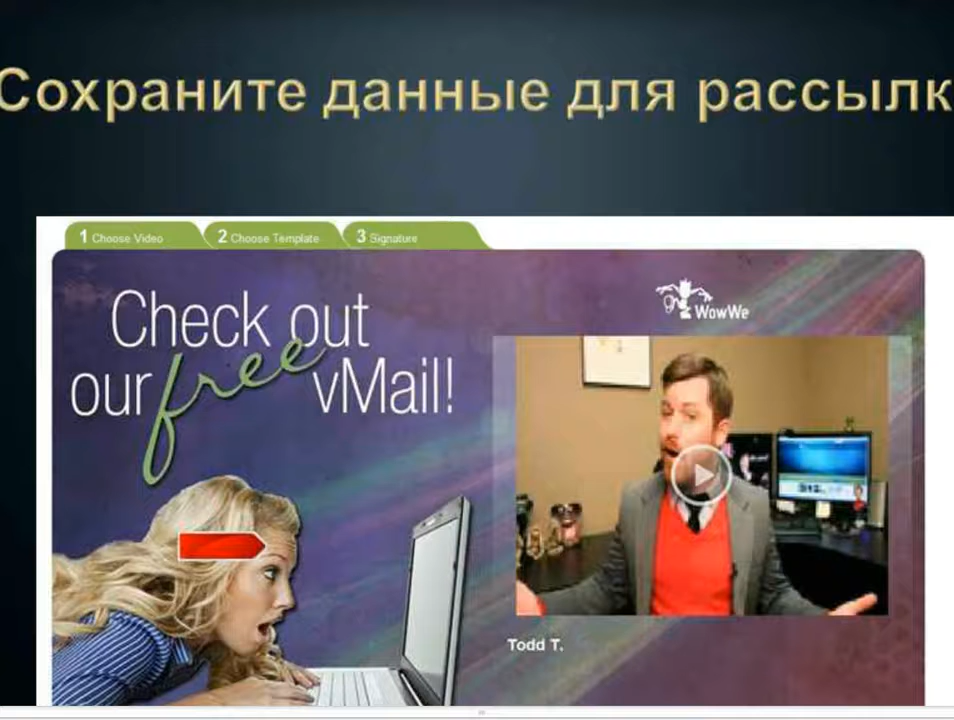 Сохраните данные для рассылк
1 Choose Video
2 Choose Template
3 Signature
Check out
our free vMail!
WowWe
Todd T.